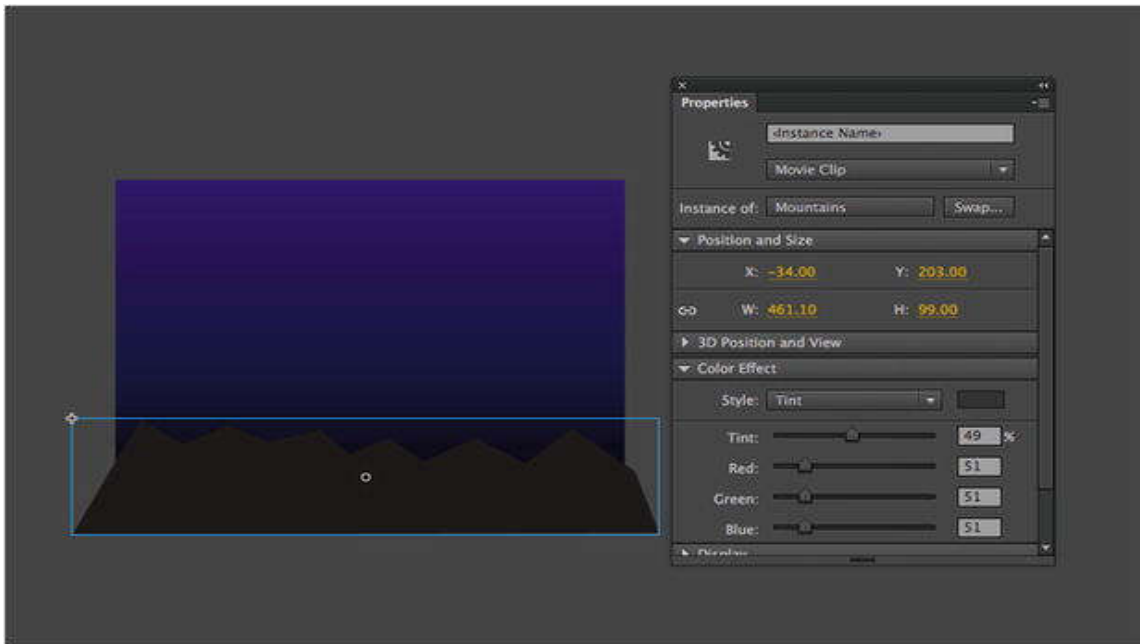 Properties
<Instance Name>
Movie Clip
Instance of: Mountains Swap...
Position and Size
X: -34.00 Y: 203.00
W: 461.10 H: 99.00
3D Position and View
Color Effect
Style: Tint
Tint: 49 %
Red: 51
Green: 51
Blue: 51
Display